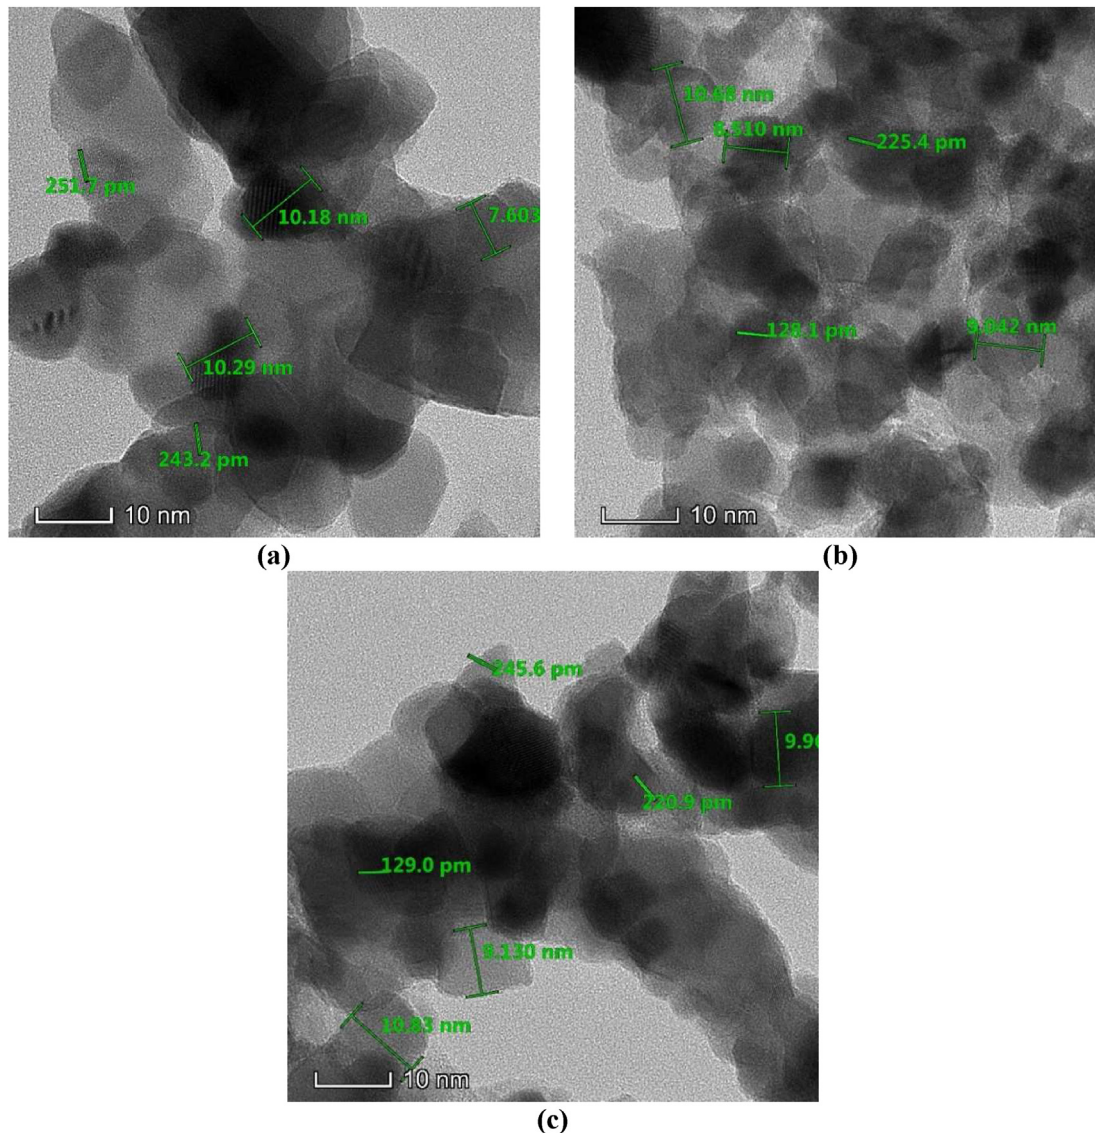 251.7 pm
10.18 nm
7.603
10.29 nm
243.2 pm
10 nm
(a)
10.68 nm
8.510 nm
225.4 pm
128.1 pm
9.042 nm
10 nm
(b)
245.6 pm
9.96
220.9 pm
129.0 pm
9.130 nm
10.83 nm
10 nm
(c)